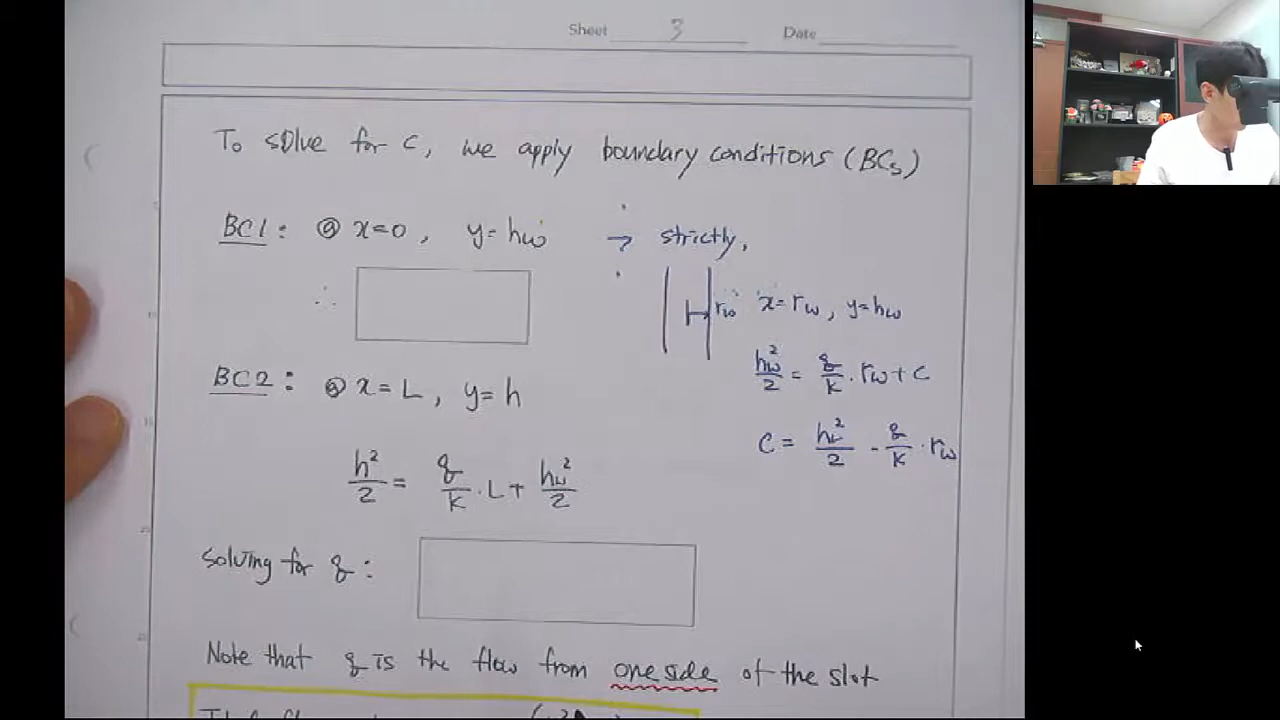 Sheet 3 Date
To solve for c, we apply boundary conditions (BCs)
BC1: @ x=0, y=hw → strictly,
∴
rw x=rw, y=hw
hw²/2 = q/K · rw + c
BC2: @ x=L, y=h
c = hw²/2 - q/K · rw
h²/2 = q/K · L + hw²/2
solving for q:
Note that q is the flow from one side of the slot